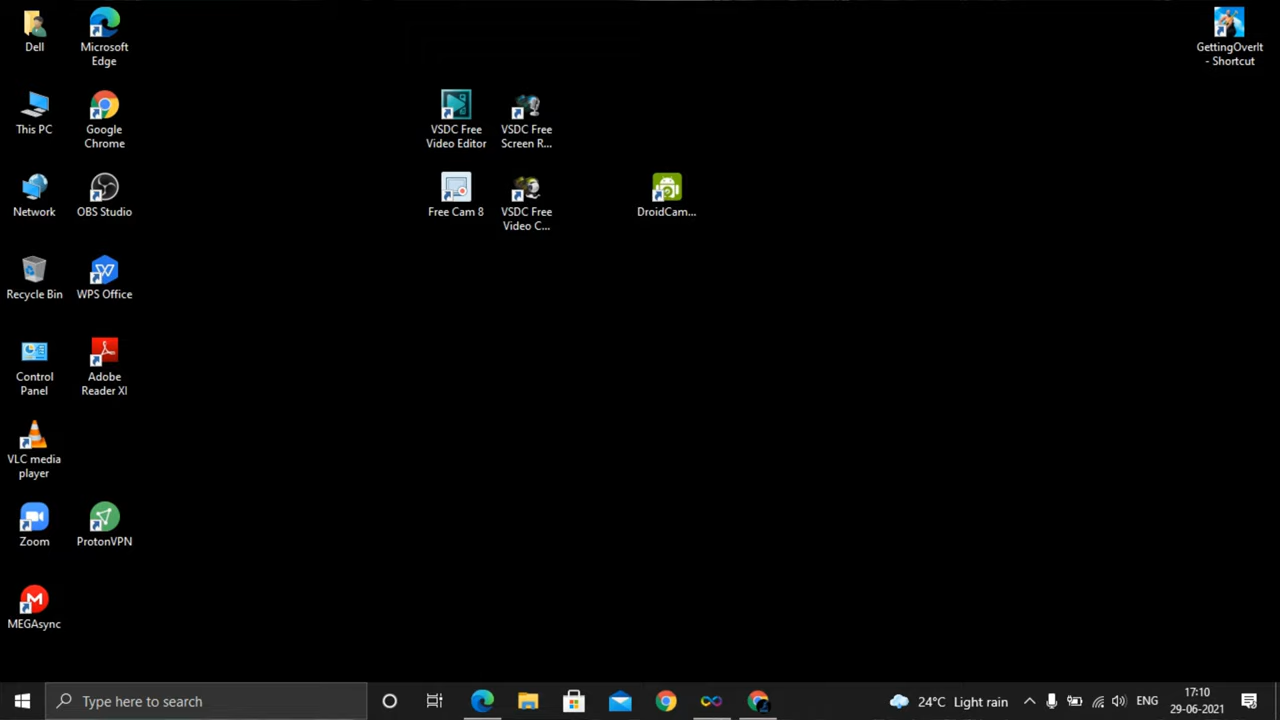 Dell
Microsoft
Edge
GettingOverIt
- Shortcut
This PC
Google
Chrome
VSDC Free
Video Editor
VSDC Free
Screen R...
Network
OBS Studio
Free Cam 8
VSDC Free
Video C...
DroidCam...
Recycle Bin
WPS Office
Control
Panel
Adobe
Reader XI
VLC media
player
Zoom
ProtonVPN
MEGAsync
Type here to search
24°C Light rain
ENG
17:10
29-06-2021